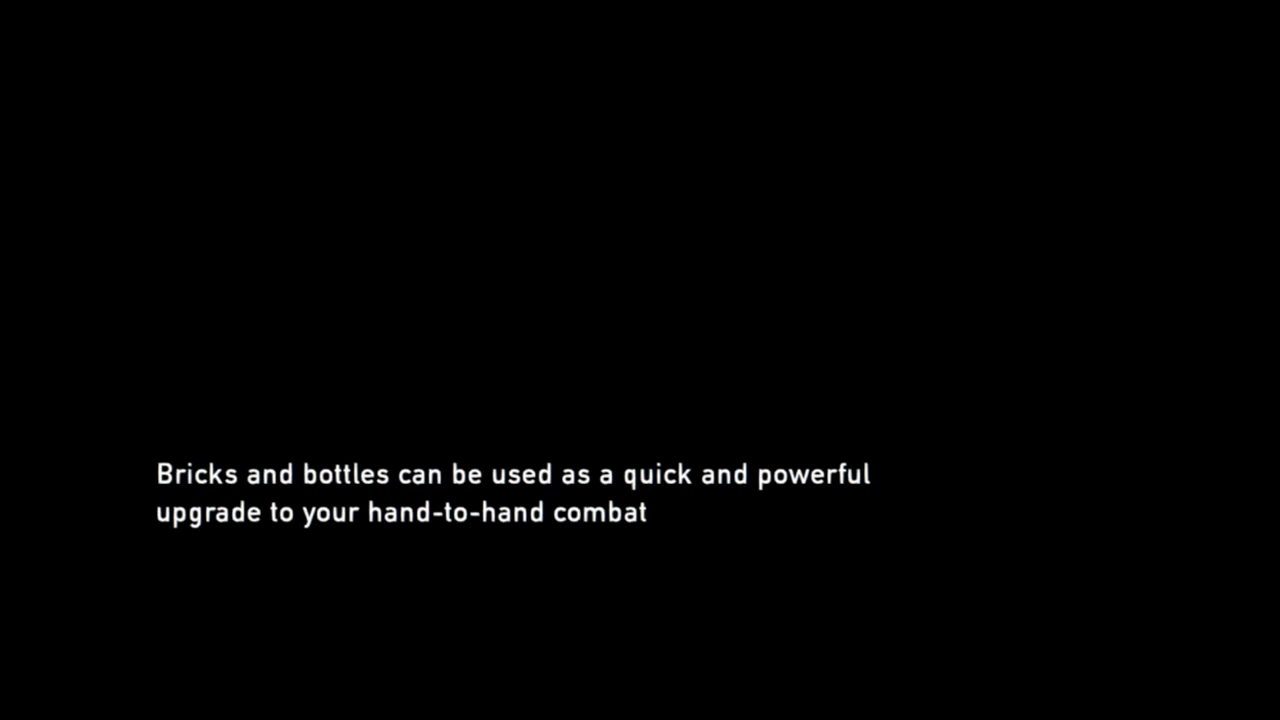 Bricks and bottles can be used as a quick and powerful
upgrade to your hand-to-hand combat